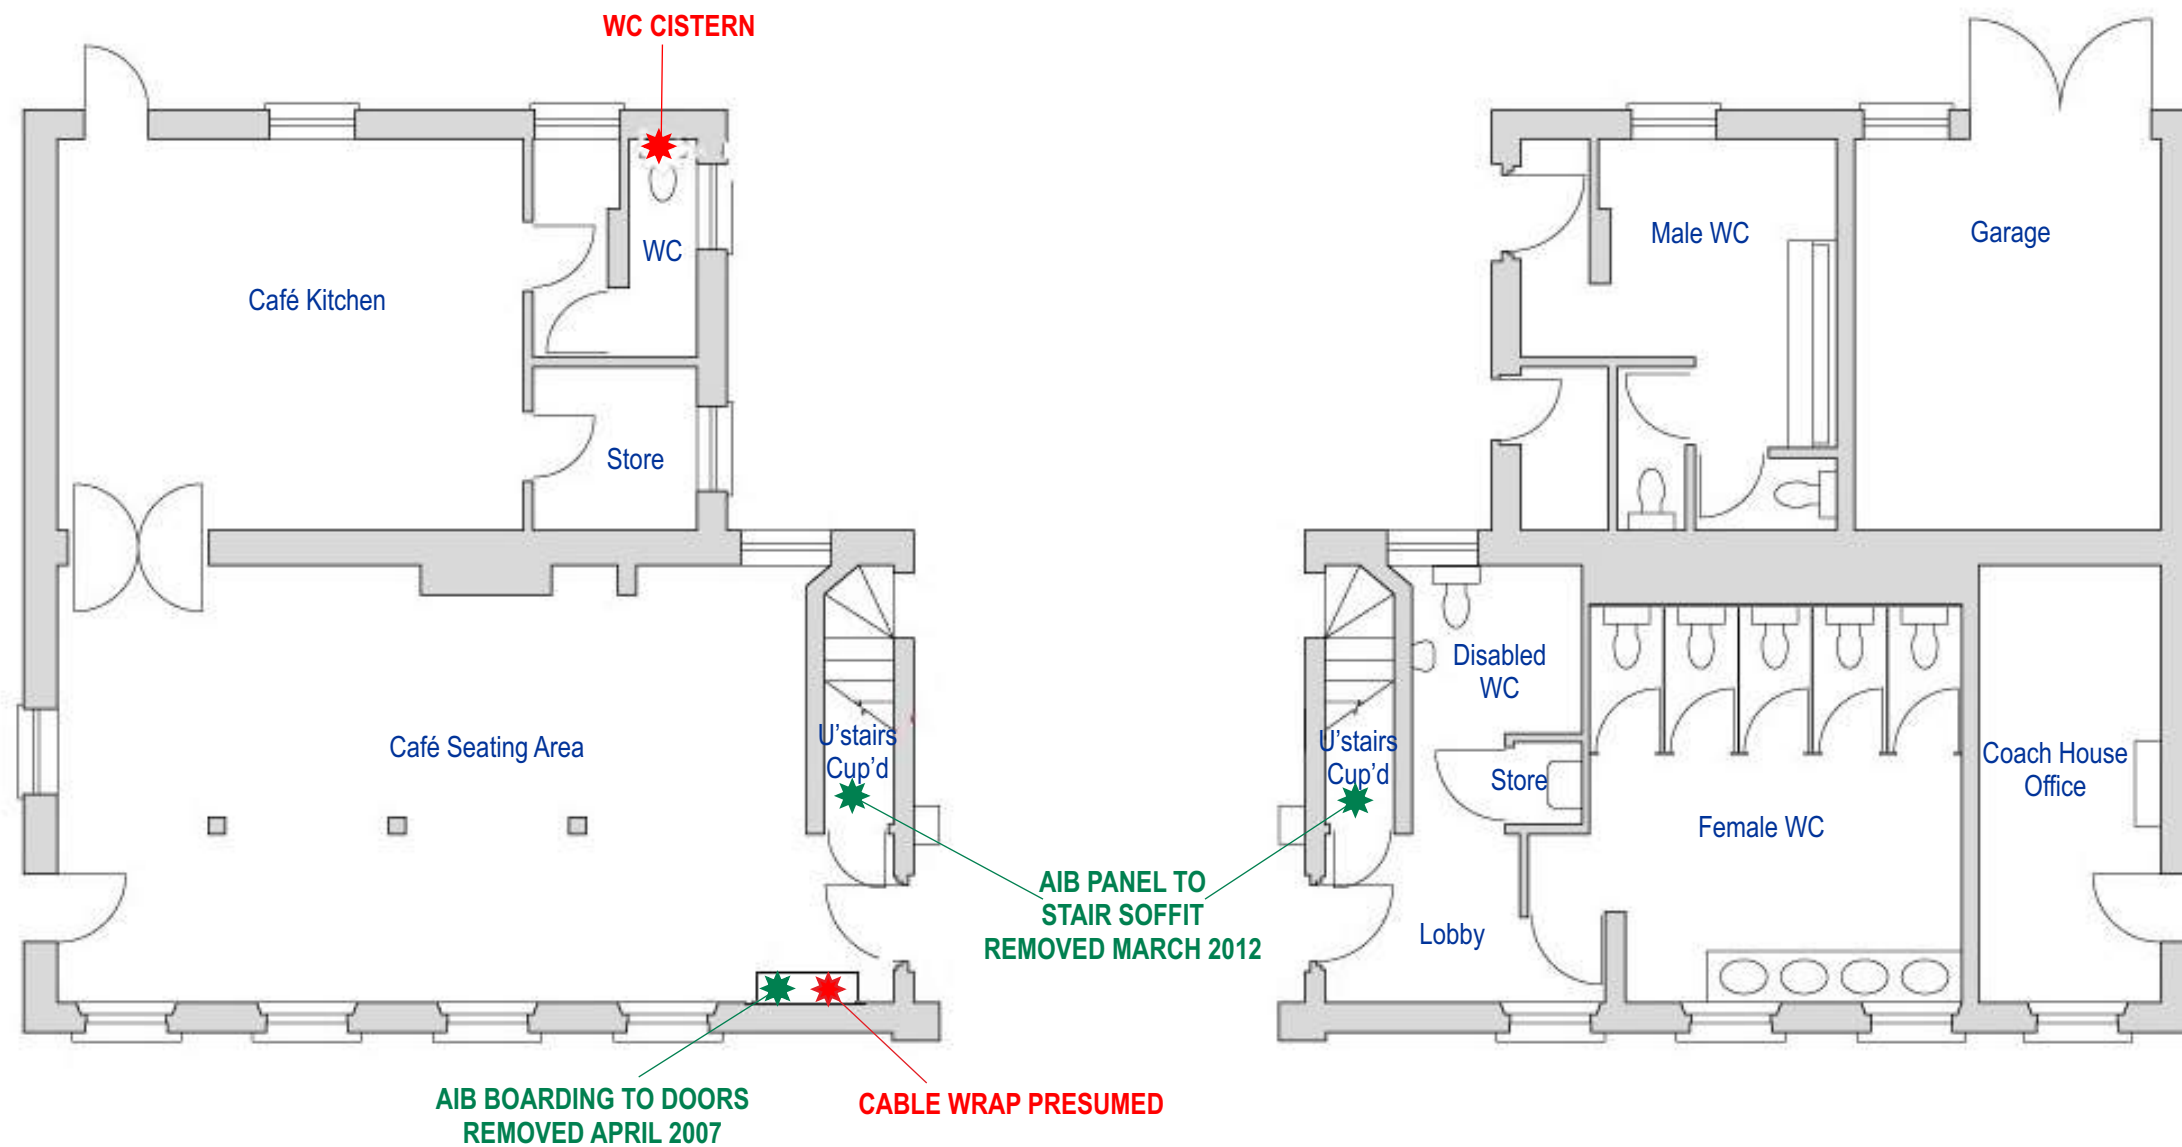 WC CISTERN
WC
Café Kitchen
Store
Male WC
Garage
Café Seating Area
U'stairs
Cup'd
U'stairs
Cup'd
Disabled
WC
Store
Female WC
Coach House
Office
Lobby
AIB PANEL TO
STAIR SOFFIT
REMOVED MARCH 2012
AIB BOARDING TO DOORS
REMOVED APRIL 2007
CABLE WRAP PRESUMED